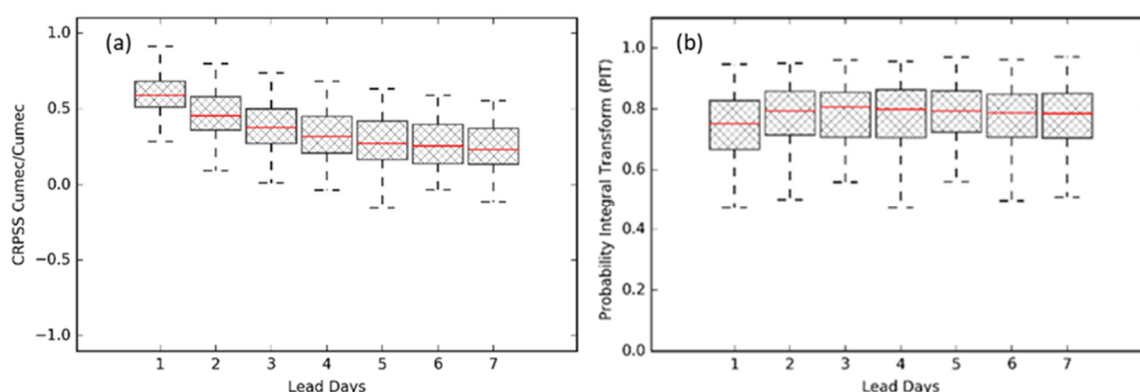 (a)
CRPSS Cumec/Cumec
1.0
0.5
0.0
−0.5
−1.0
1 2 3 4 5 6 7
Lead Days
(b)
Probability Integral Transform (PIT)
1.0
0.8
0.6
0.4
0.2
0.0
1 2 3 4 5 6 7
Lead Days